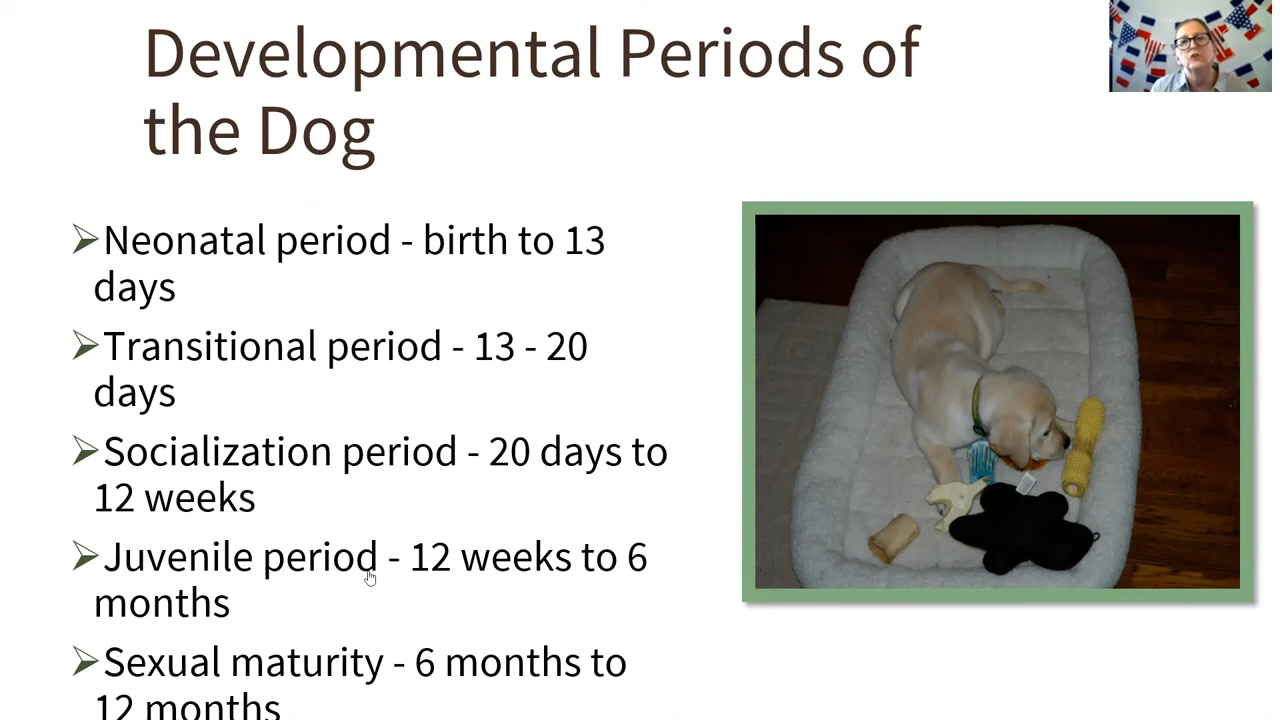 Developmental Periods of
the Dog
Neonatal period - birth to 13
days
Transitional period - 13 - 20
days
Socialization period - 20 days to
12 weeks
Juvenile period - 12 weeks to 6
months
Sexual maturity - 6 months to
12 months